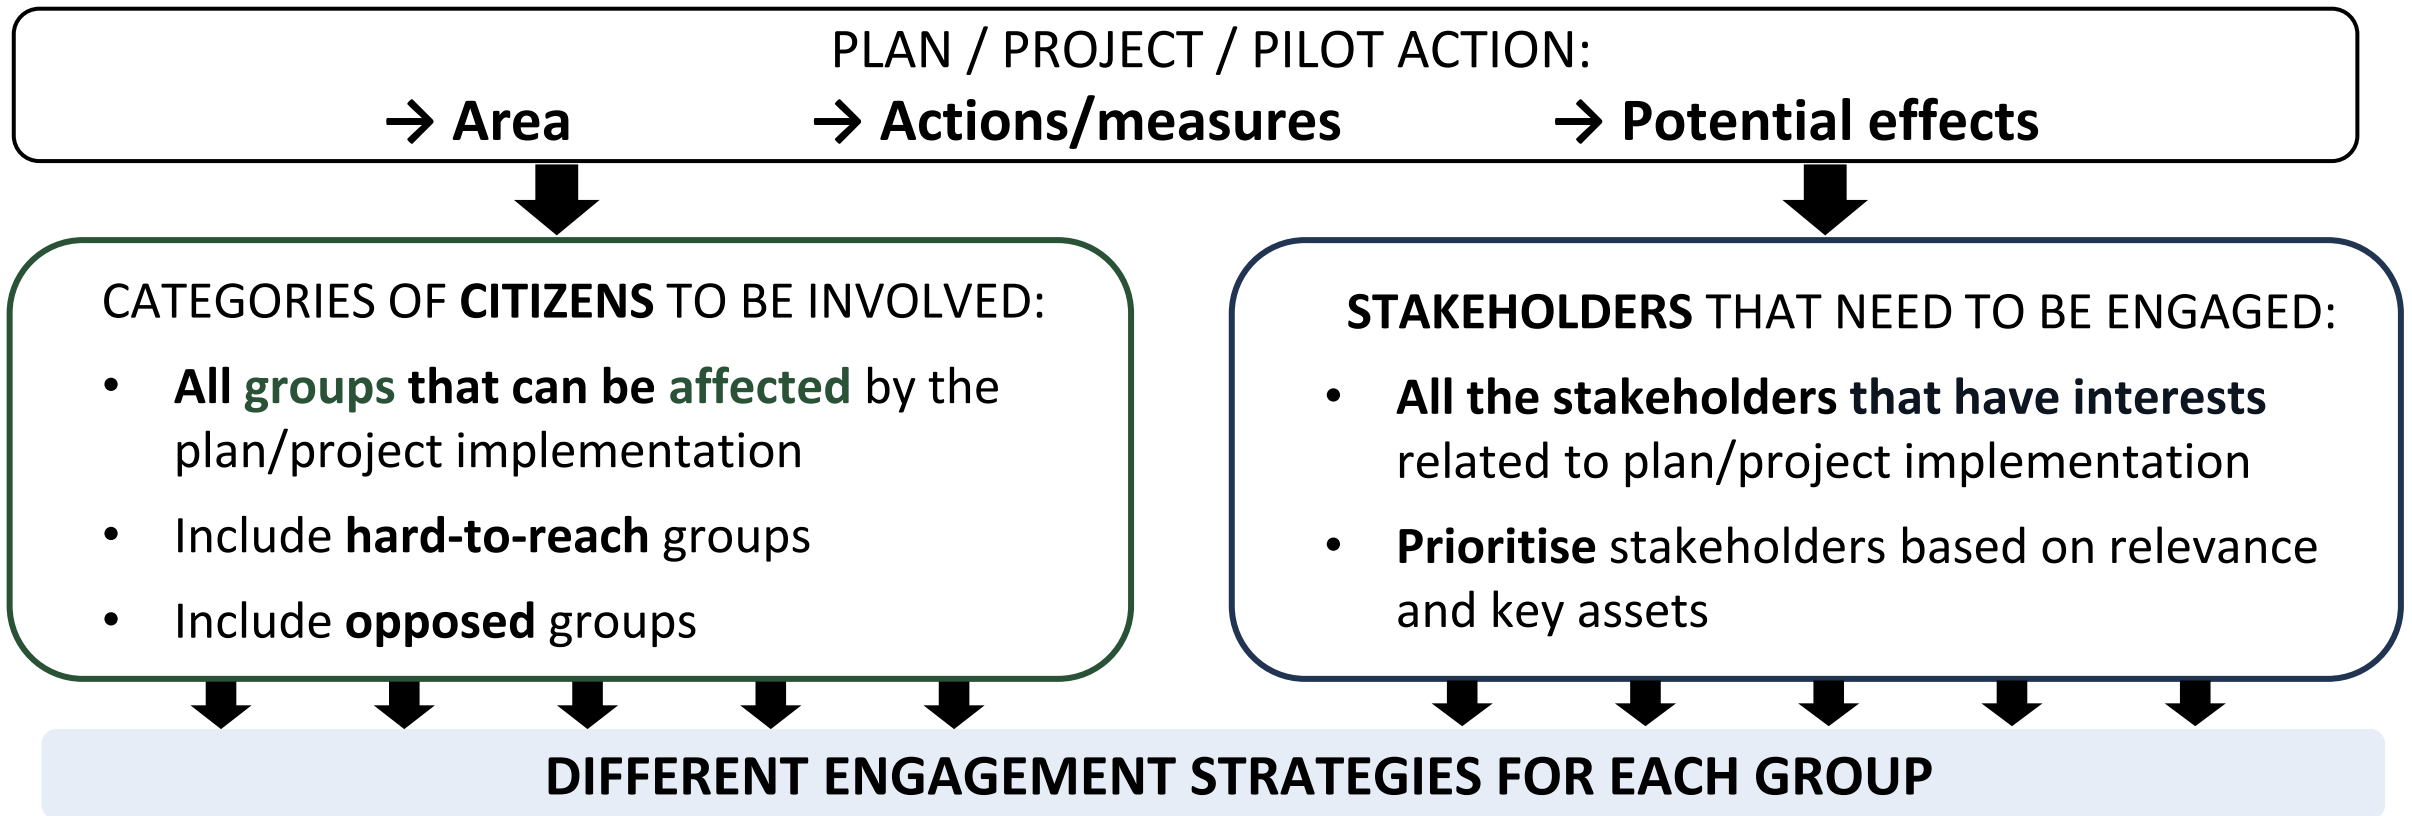 PLAN / PROJECT / PILOT ACTION:
→ Area → Actions/measures → Potential effects
CATEGORIES OF CITIZENS TO BE INVOLVED:
• All groups that can be affected by the
plan/project implementation
• Include hard-to-reach groups
• Include opposed groups
STAKEHOLDERS THAT NEED TO BE ENGAGED:
• All the stakeholders that have interests
related to plan/project implementation
• Prioritise stakeholders based on relevance
and key assets
DIFFERENT ENGAGEMENT STRATEGIES FOR EACH GROUP